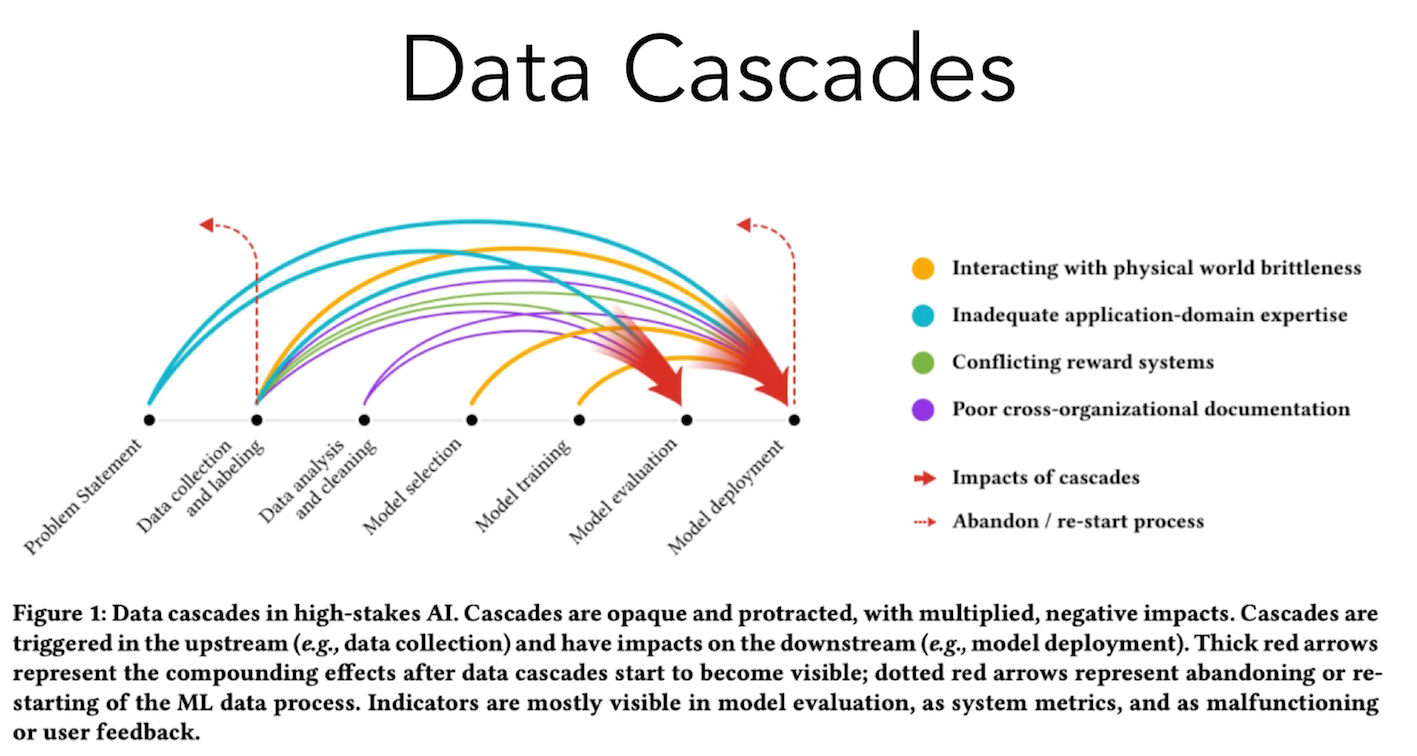 Data Cascades
Interacting with physical world brittleness
Inadequate application-domain expertise
Conflicting reward systems
Poor cross-organizational documentation
Impacts of cascades
Abandon / re-start process
Problem Statement
Data collection
and labeling
Data analysis
and cleaning
Model selection
Model training
Model evaluation
Model deployment
Figure 1: Data cascades in high-stakes AI. Cascades are opaque and protracted, with multiplied, negative impacts. Cascades are
triggered in the upstream (e.g., data collection) and have impacts on the downstream (e.g., model deployment). Thick red arrows
represent the compounding effects after data cascades start to become visible; dotted red arrows represent abandoning or re-
starting of the ML data process. Indicators are mostly visible in model evaluation, as system metrics, and as malfunctioning
or user feedback.